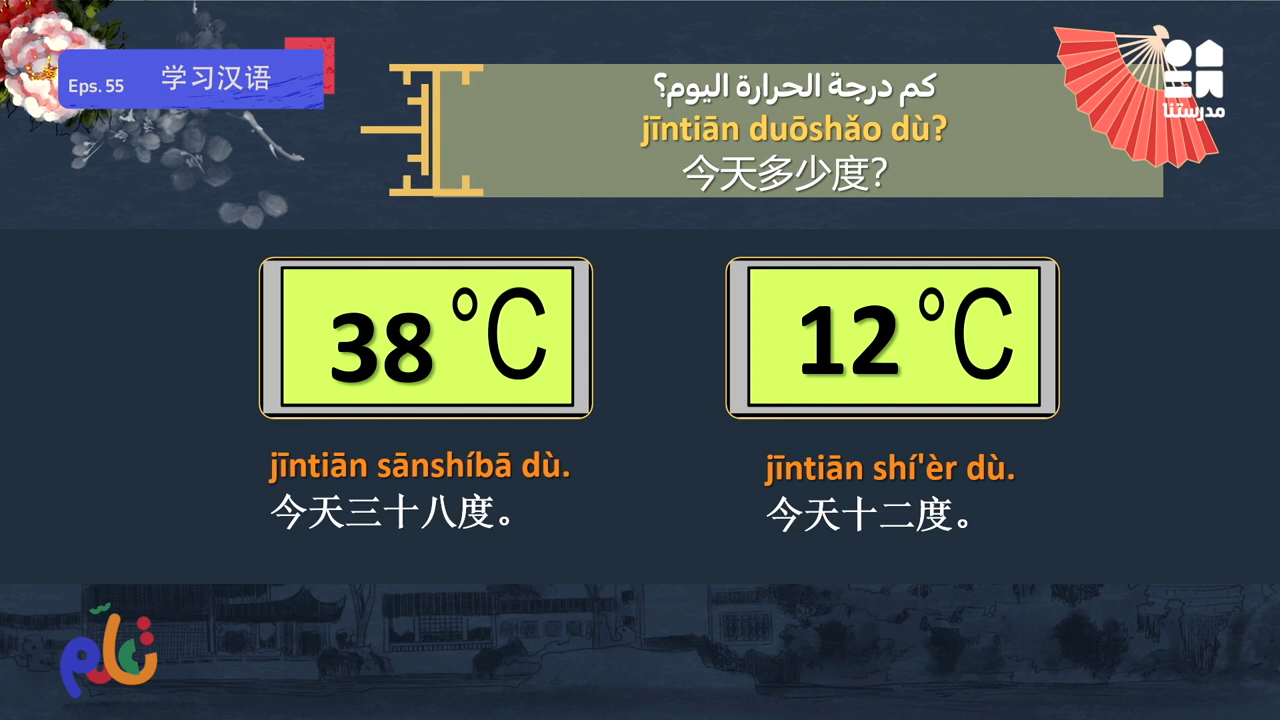 Eps. 55
学习汉语
كم درجة الحرارة اليوم؟
jīntiān duōshǎo dù?
今天多少度?
مدرستنا
38 °C
12 °C
jīntiān sānshíbā dù.
今天三十八度。
jīntiān shí'èr dù.
今天十二度。